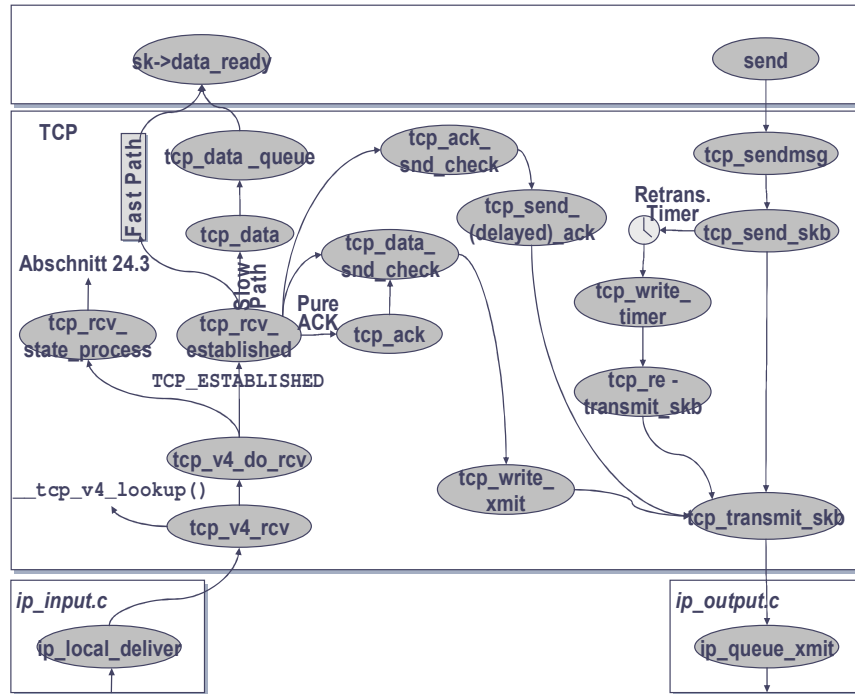 sk->data_ready
send
TCP
Fast Path
tcp_data _queue
tcp_ack_
snd_check
tcp_sendmsg
tcp_data
tcp_send_
(delayed)_ack
Retrans.
Timer
tcp_send_skb
Abschnitt 24.3
Slow
Path
tcp_data_
snd_check
tcp_write_
timer
tcp_rcv_
state_process
tcp_rcv_
established
Pure
ACK
tcp_ack
TCP_ESTABLISHED
tcp_re -
transmit_skb
tcp_v4_do_rcv
tcp_write_
xmit
__tcp_v4_lookup()
tcp_v4_rcv
tcp_transmit_skb
ip_input.c
ip_output.c
ip_local_deliver
ip_queue_xmit